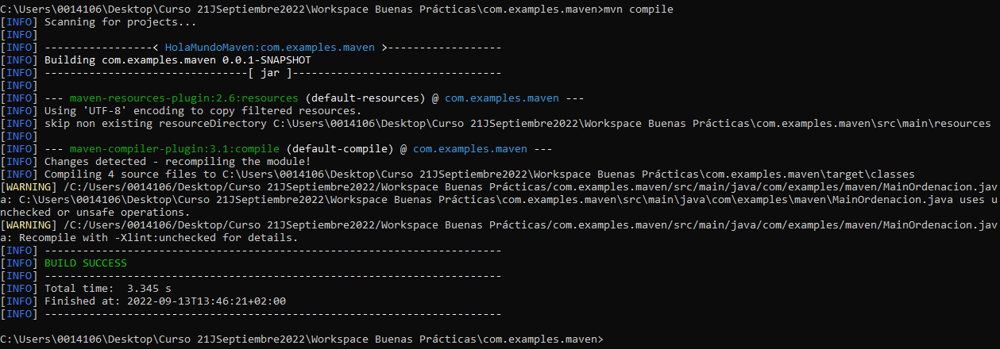 C:\Users\0014106\Desktop\Curso 21JSeptiembre2022\Workspace Buenas Prácticas\com.examples.maven>mvn compile
[INFO] Scanning for projects...
[INFO]
[INFO] -----------------< HolaMundoMaven:com.examples.maven >------------------
[INFO] Building com.examples.maven 0.0.1-SNAPSHOT
[INFO] --------------------------------[ jar ]---------------------------------
[INFO]
[INFO] --- maven-resources-plugin:2.6:resources (default-resources) @ com.examples.maven ---
[INFO] Using 'UTF-8' encoding to copy filtered resources.
[INFO] skip non existing resourceDirectory C:\Users\0014106\Desktop\Curso 21JSeptiembre2022\Workspace Buenas Prácticas\com.examples.maven\src\main\resources
[INFO]
[INFO] --- maven-compiler-plugin:3.1:compile (default-compile) @ com.examples.maven ---
[INFO] Changes detected - recompiling the module!
[INFO] Compiling 4 source files to C:\Users\0014106\Desktop\Curso 21JSeptiembre2022\Workspace Buenas Prácticas\com.examples.maven\target\classes
[WARNING] /C:/Users/0014106/Desktop/Curso 21JSeptiembre2022/Workspace Buenas Prácticas/com.examples.maven/src/main/java/com/examples/maven/MainOrdenacion.jav
a: C:\Users\0014106\Desktop\Curso 21JSeptiembre2022\Workspace Buenas Prácticas\com.examples.maven\src\main\java\com\examples\maven\MainOrdenacion.java uses u
nchecked or unsafe operations.
[WARNING] /C:/Users/0014106/Desktop/Curso 21JSeptiembre2022/Workspace Buenas Prácticas/com.examples.maven/src/main/java/com/examples/maven/MainOrdenacion.jav
a: Recompile with -Xlint:unchecked for details.
[INFO] ------------------------------------------------------------------------
[INFO] BUILD SUCCESS
[INFO] ------------------------------------------------------------------------
[INFO] Total time:  3.345 s
[INFO] Finished at: 2022-09-13T13:46:21+02:00
[INFO] ------------------------------------------------------------------------
C:\Users\0014106\Desktop\Curso 21JSeptiembre2022\Workspace Buenas Prácticas\com.examples.maven>